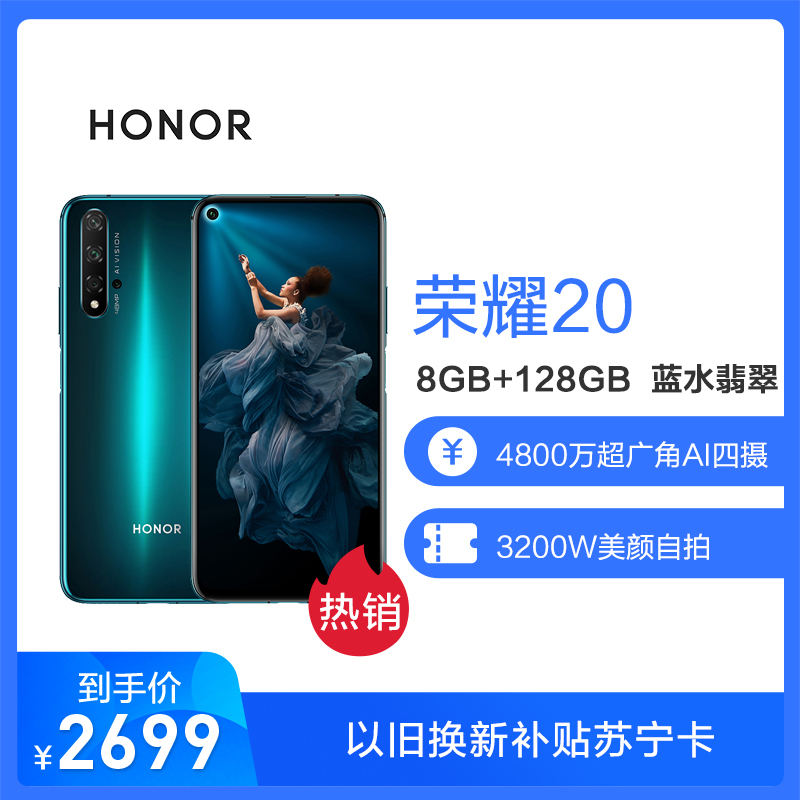 HONOR
AI VISION
48MP
HONOR
荣耀20
8GB+128GB 蓝水翡翠
¥ 4800万超广角AI四摄
3200W美颜自拍
热销
到手价
¥2699
以旧换新补贴苏宁卡